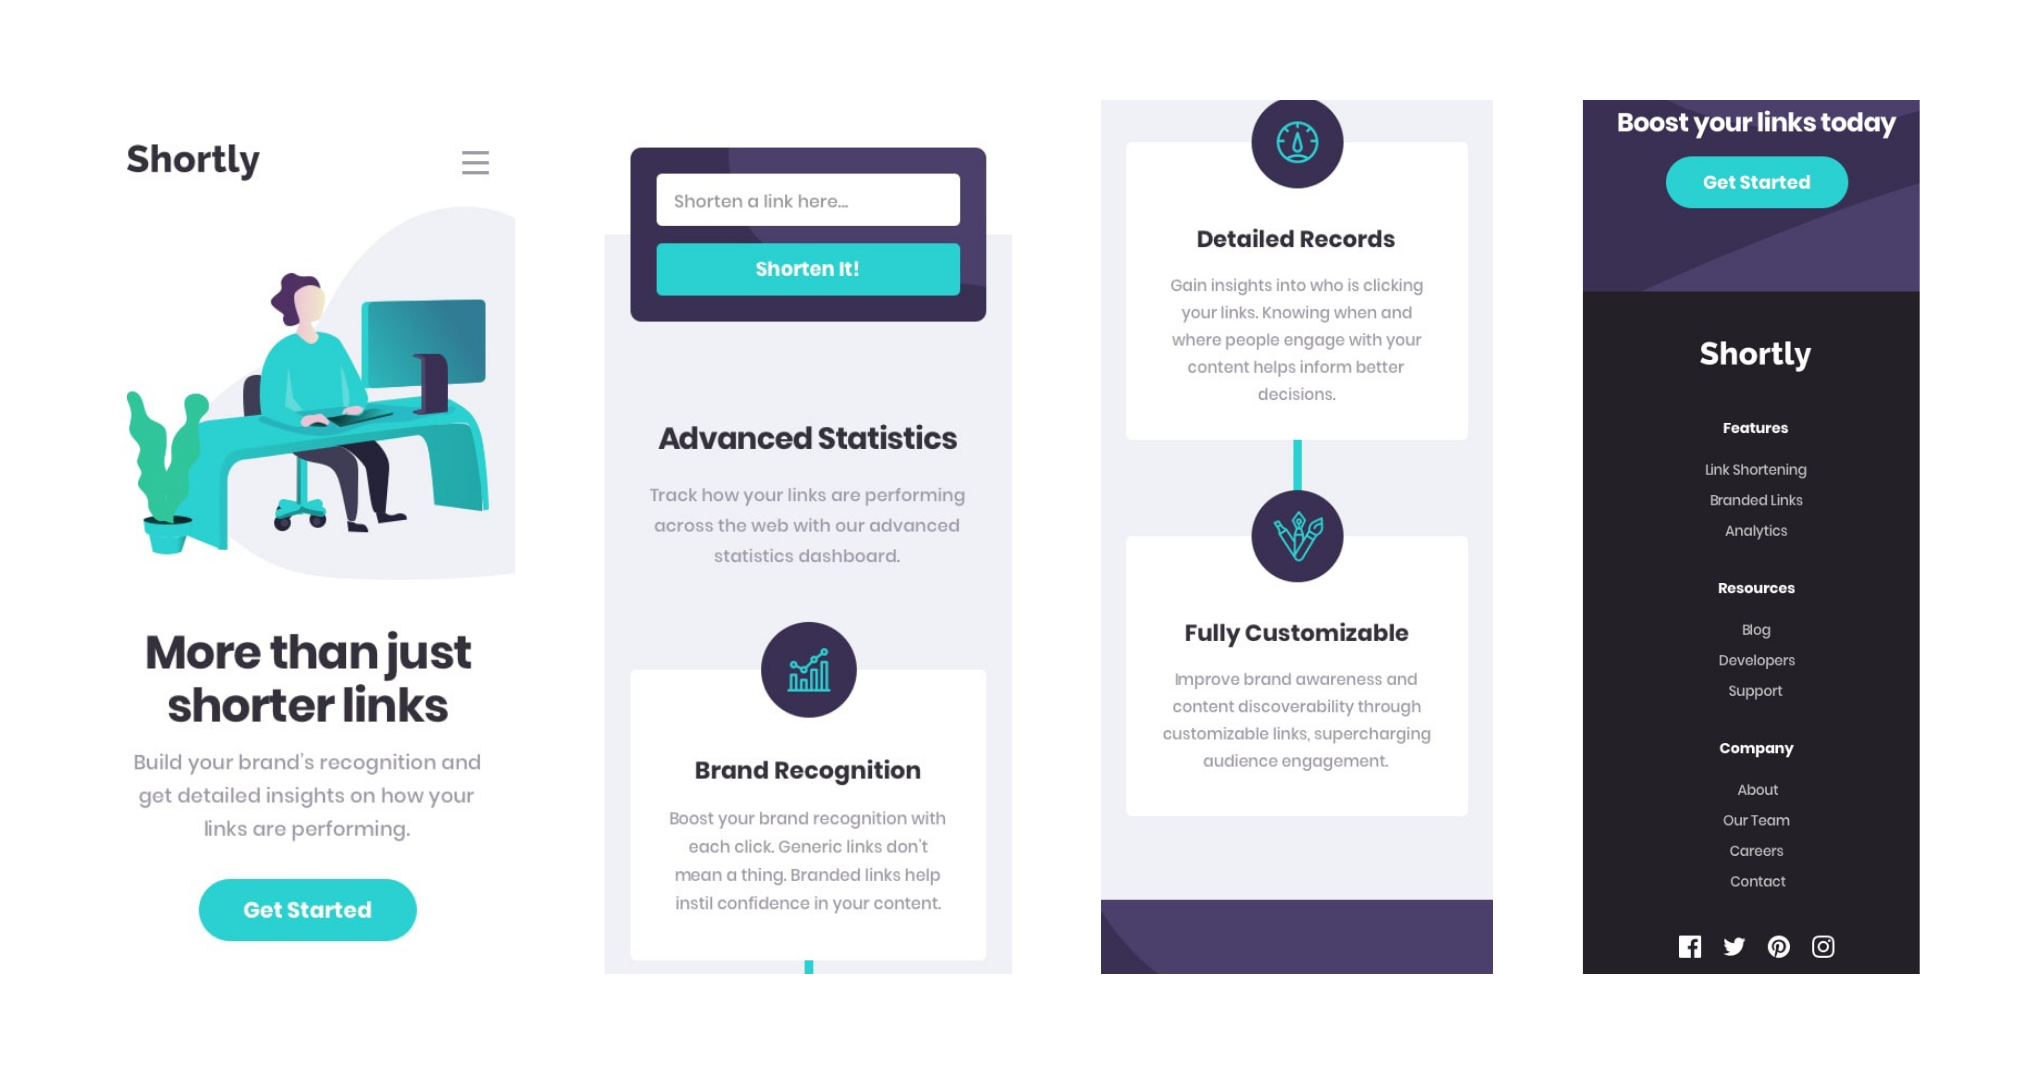 Shortly
More than just
shorter links
Build your brand's recognition and
get detailed insights on how your
links are performing.
Get Started
Shorten a link here...
Shorten It!
Advanced Statistics
Track how your links are performing
across the web with our advanced
statistics dashboard.
Brand Recognition
Boost your brand recognition with
each click. Generic links don't
mean a thing. Branded links help
instil confidence in your content.
Detailed Records
Gain insights into who is clicking
your links. Knowing when and
where people engage with your
content helps inform better
decisions.
Fully Customizable
Improve brand awareness and
content discoverability through
customizable links, supercharging
audience engagement.
Boost your links today
Get Started
Shortly
Features
Link Shortening
Branded Links
Analytics
Resources
Blog
Developers
Support
Company
About
Our Team
Careers
Contact